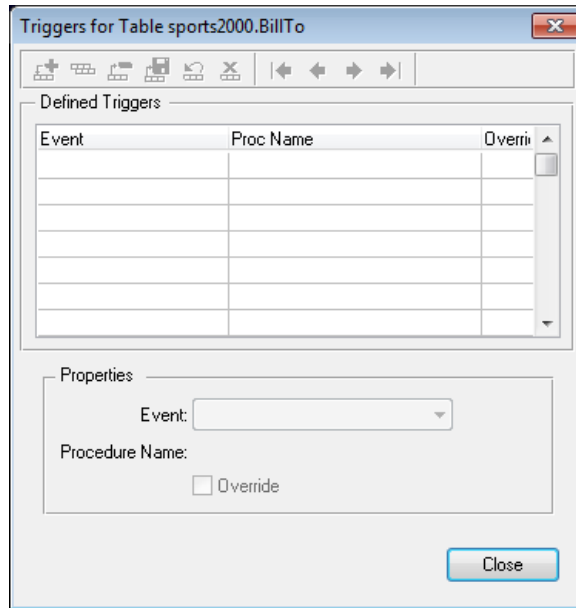 Triggers for Table sports2000.BillTo
Defined Triggers
Event Proc Name Overri
Properties
Event:
Procedure Name:
Override
Close